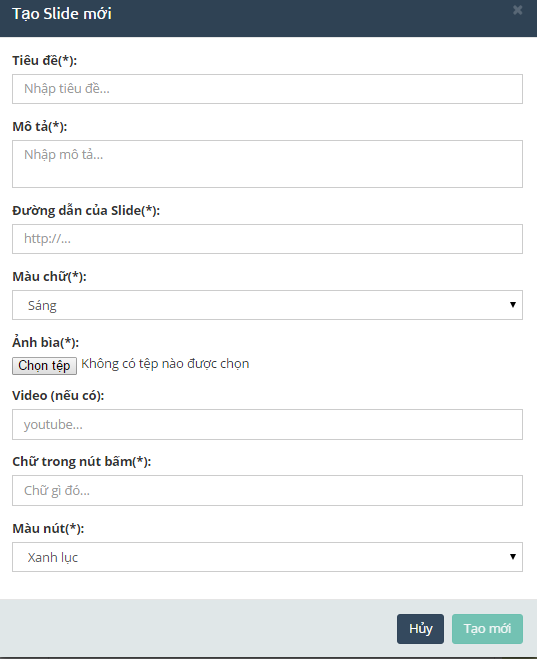 Tạo Slide mới
×
Tiêu đề(*):
Nhập tiêu đề...
Mô tả(*):
Nhập mô tả...
Đường dẫn của Slide(*):
http://...
Màu chữ(*):
Sáng
Ảnh bìa(*):
Chọn tệp Không có tệp nào được chọn
Video (nếu có):
youtube...
Chữ trong nút bấm(*):
Chữ gì đó...
Màu nút(*):
Xanh lục
Hủy Tạo mới